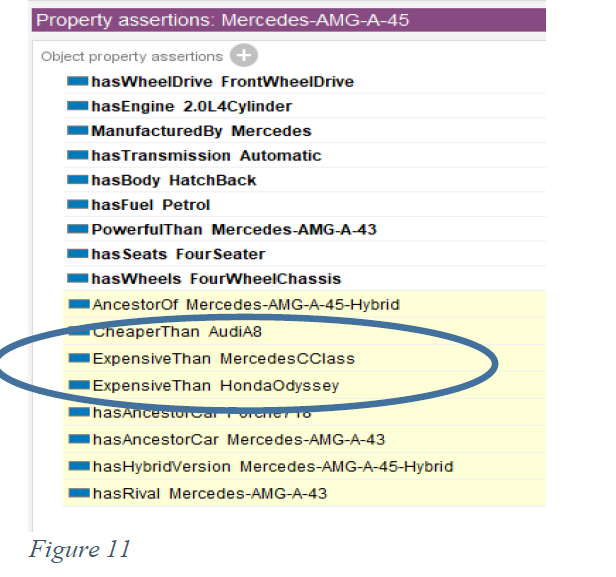 Property assertions: Mercedes-AMG-A-45
Object property assertions
hasWheelDrive FrontWheelDrive
hasEngine 2.0L4Cylinder
ManufacturedBy Mercedes
hasTransmission Automatic
hasBody HatchBack
hasFuel Petrol
PowerfulThan Mercedes-AMG-A-43
hasSeats FourSeater
hasWheels FourWheelChassis
AncestorOf Mercedes-AMG-A-45-Hybrid
CheaperThan AudiA8
ExpensiveThan MercedesCClass
ExpensiveThan HondaOdyssey
hasAncestorCar Porche718
hasAncestorCar Mercedes-AMG-A-43
hasHybridVersion Mercedes-AMG-A-45-Hybrid
hasRival Mercedes-AMG-A-43
Figure 11